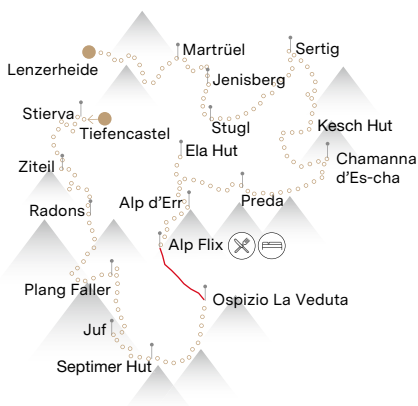 Martrüel
Sertig
Lenzerheide
Jenisberg
Stierva
Tiefencastel
Stugl
Kesch Hut
Ela Hut
Ziteil
Chamanna
d'Es-cha
Radons
Alp d'Err
Preda
Alp Flix
Plang Faller
Ospizio La Veduta
Juf
Septimer Hut